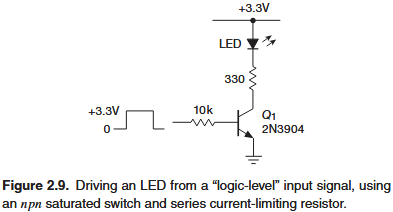 +3.3V
LED
330
+3.3V
0
10k
Q1
2N3904
Figure 2.9. Driving an LED from a “logic-level” input signal, using
an npn saturated switch and series current-limiting resistor.